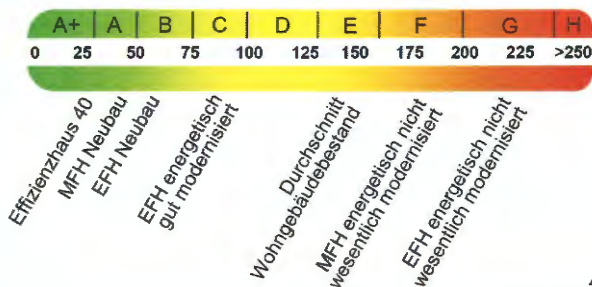 A+ A B C D E F G H
0 25 50 75 100 125 150 175 200 225 >250
Effizienzhaus 40
MFH Neubau
EFH Neubau
EFH energetisch
gut modernisiert
Durchschnitt
Wohngebäudebestand
MFH energetisch nicht
wesentlich modernisiert
EFH energetisch nicht
wesentlich modernisiert